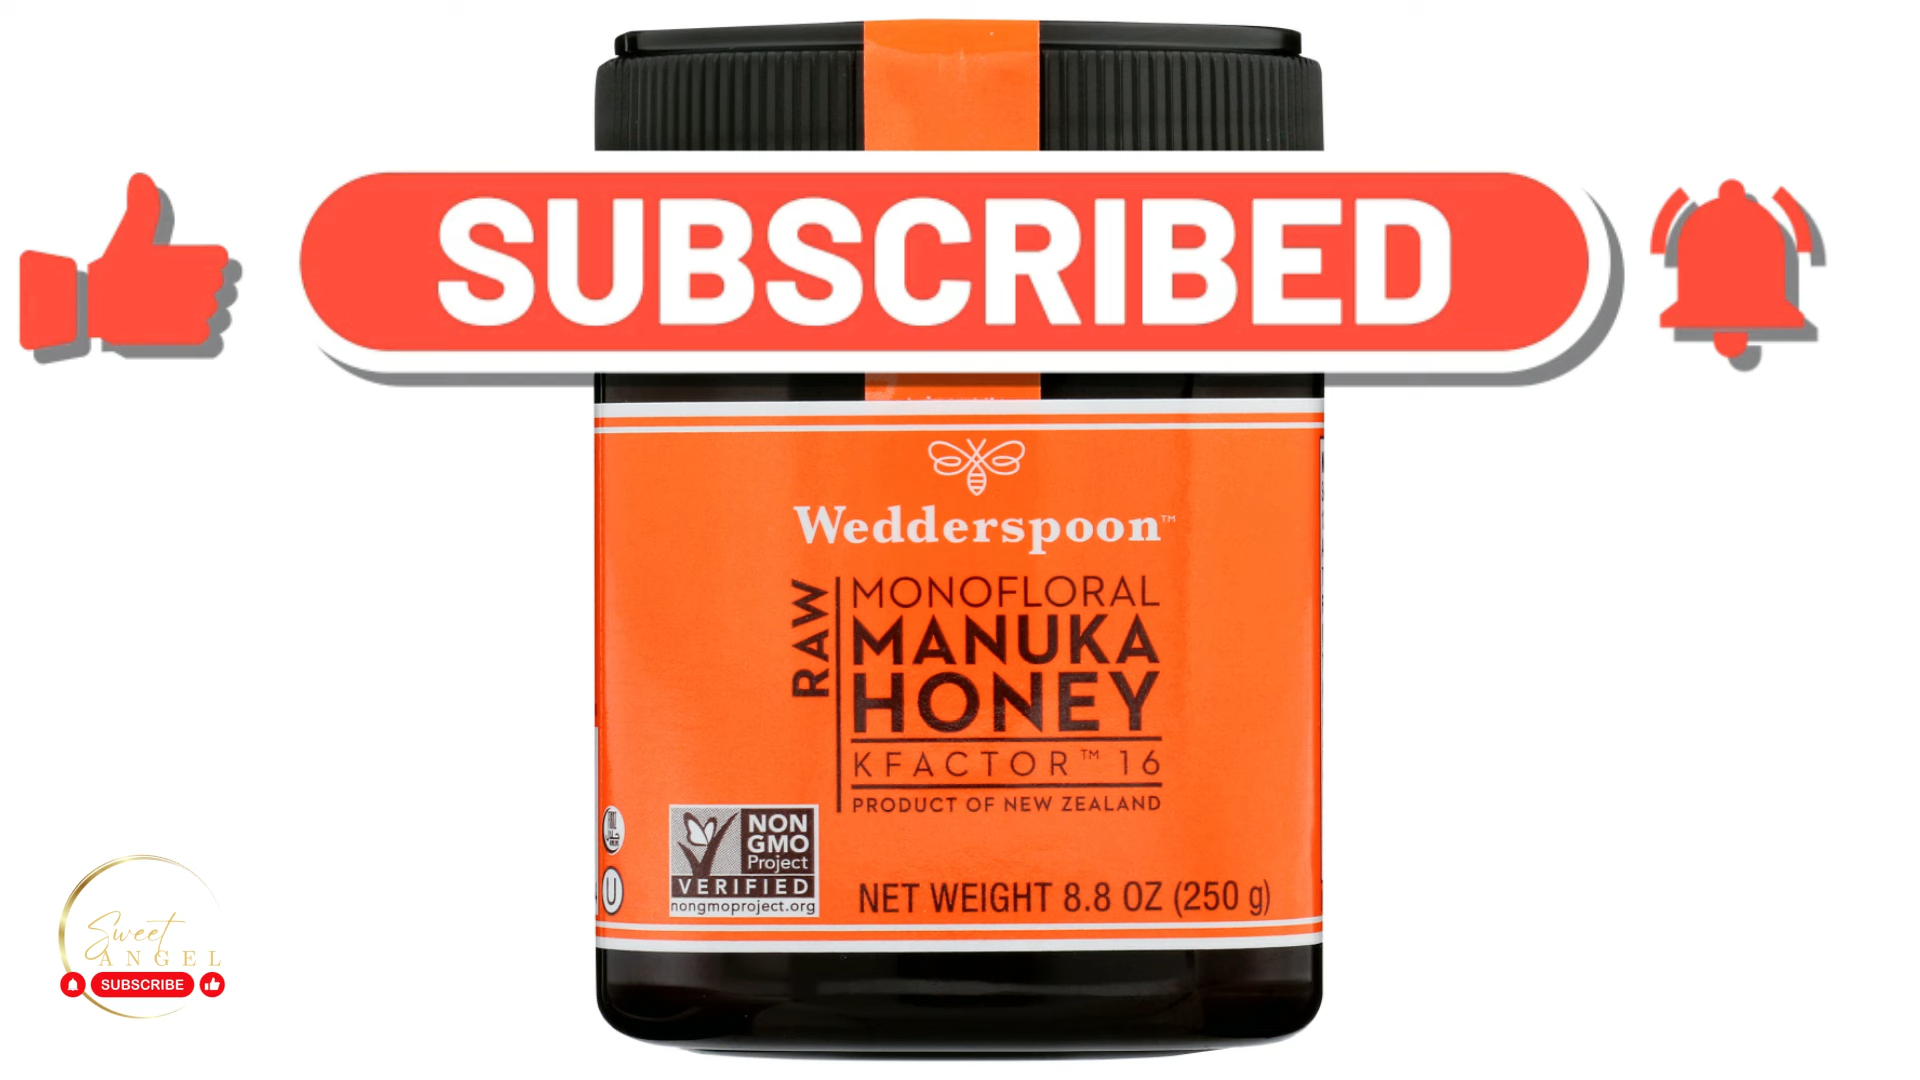 SUBSCRIBED
Wedderspoon™
RAW
MONOFLORAL
MANUKA
HONEY
KFACTOR™ 16
PRODUCT OF NEW ZEALAND
NON
GMO
Project
VERIFIED
nongmoproject.org
NET WEIGHT 8.8 OZ (250 g)
U
Sweet
ANGEL
SUBSCRIBE